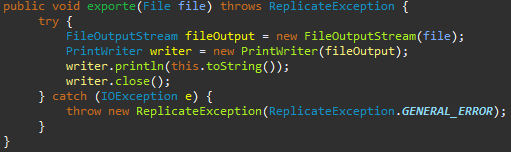 public void exporte(File file) throws ReplicateException {
    try {
        FileOutputStream fileOutput = new FileOutputStream(file);
        PrintWriter writer = new PrintWriter(fileOutput);
        writer.println(this.toString());
        writer.close();
    } catch (IOException e) {
        throw new ReplicateException(ReplicateException.GENERAL_ERROR);
    }
}